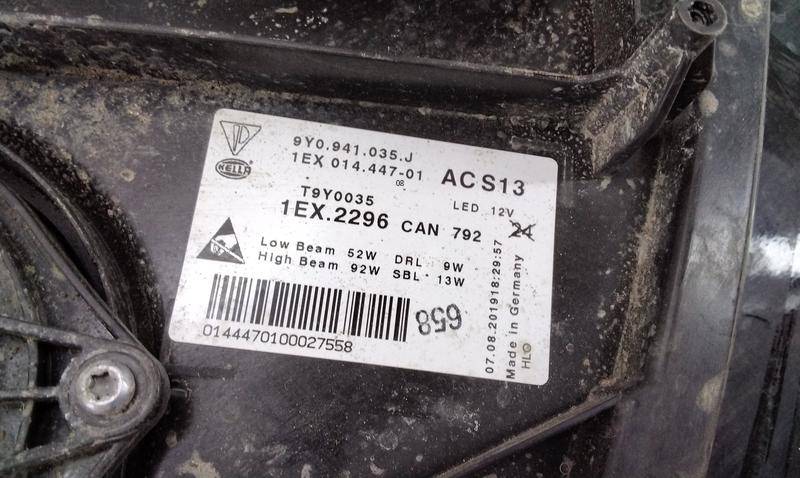 9Y0.941.035.J
HELLA
1EX 014.447-01
08
ACS13
LED 12V
T9Y0035
1EX.2296 CAN 792 24
Low Beam 52W DRL 9W
High Beam 92W SBL 13W
658
0144470100027558
07.08.201918:29:57
Made in Germany
HLO